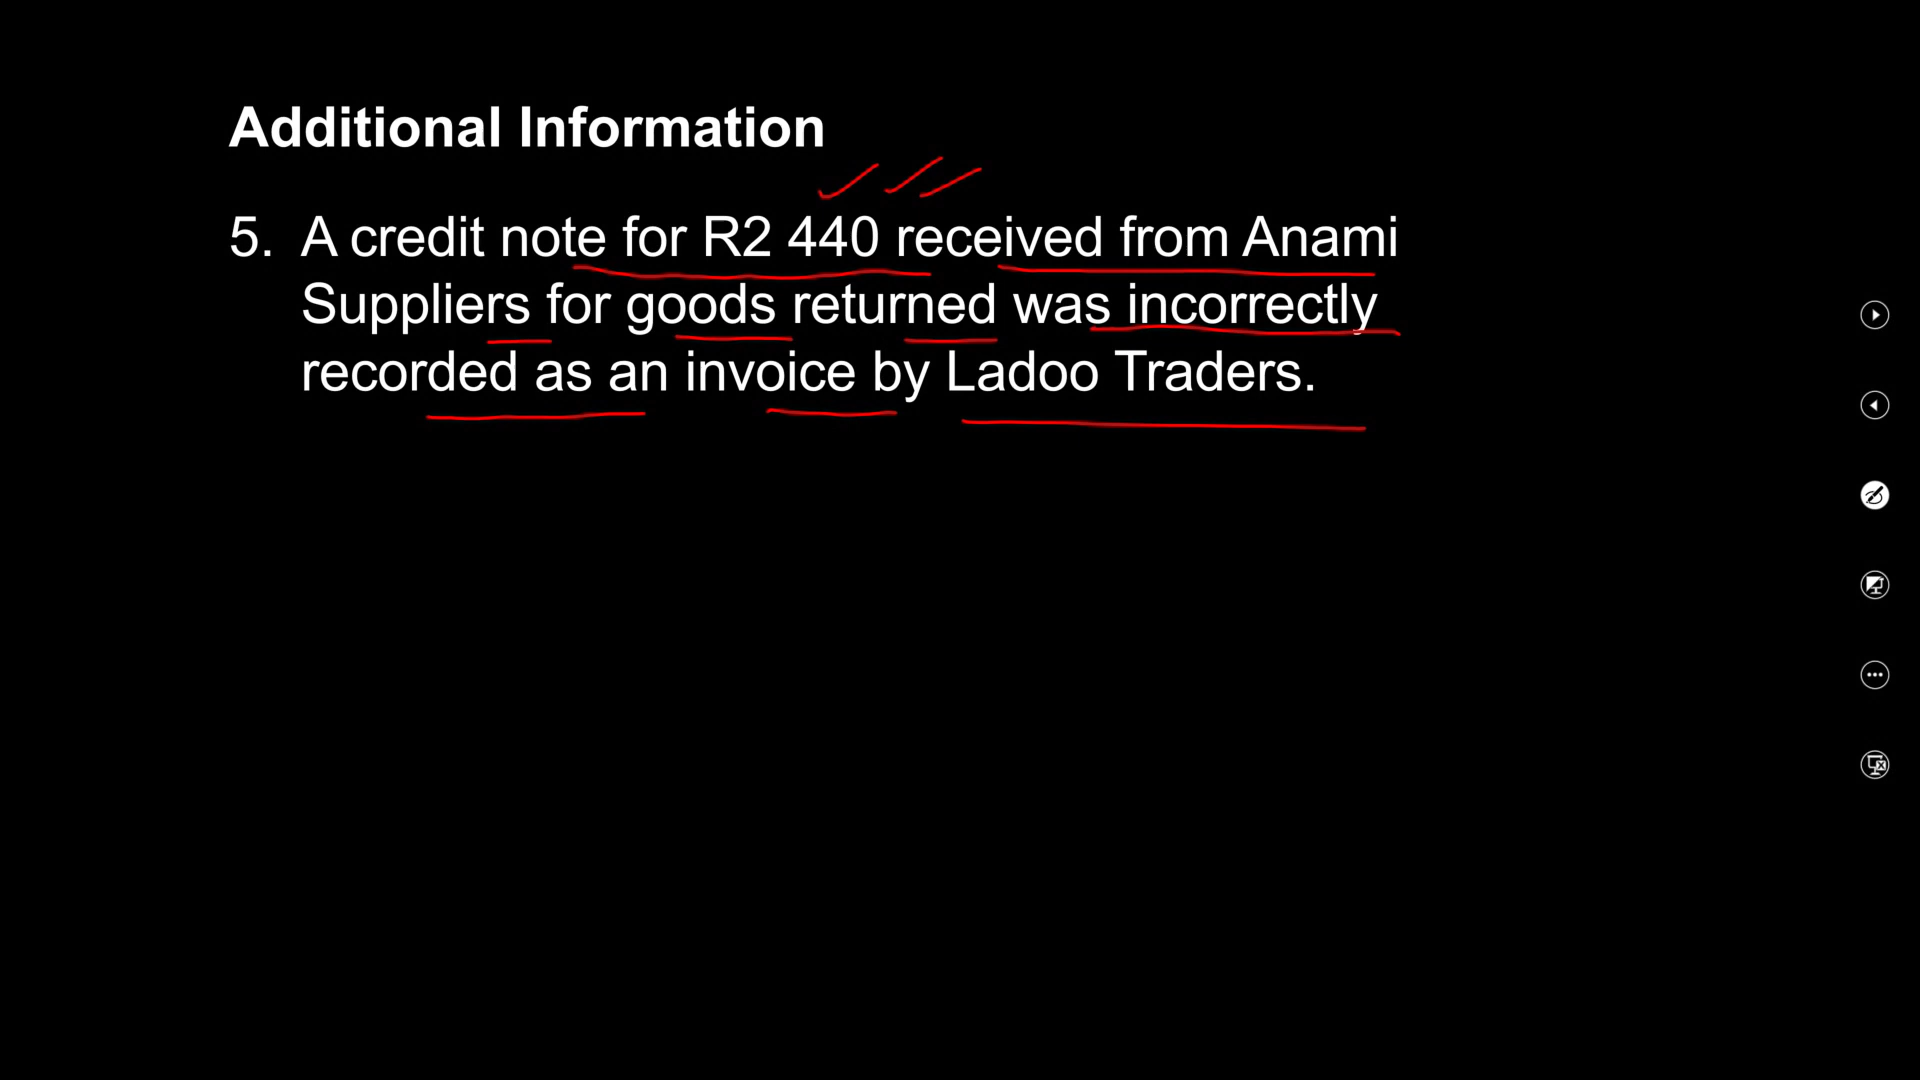 Additional Information
5. A credit note for R2 440 received from Anami
Suppliers for goods returned was incorrectly
recorded as an invoice by Ladoo Traders.